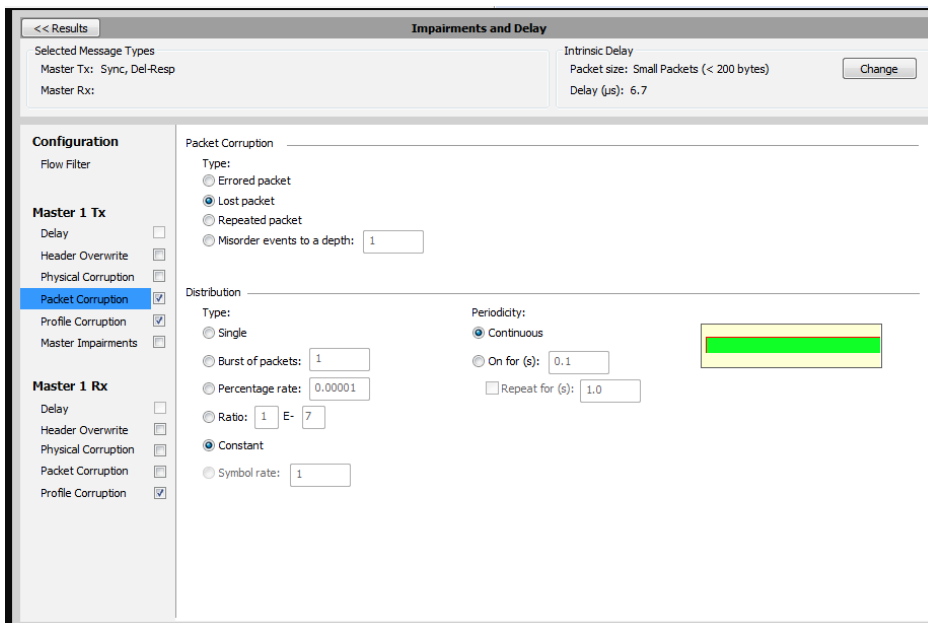 << Results
Impairments and Delay
Selected Message Types
Master Tx: Sync, Del-Resp
Master Rx:
Intrinsic Delay
Packet size: Small Packets (< 200 bytes)
Change
Delay (µs): 6.7
Configuration
Flow Filter
Master 1 Tx
Delay
Header Overwrite
Physical Corruption
Packet Corruption
Profile Corruption
Master Impairments
Master 1 Rx
Delay
Header Overwrite
Physical Corruption
Packet Corruption
Profile Corruption
Packet Corruption
Type:
Errored packet
Lost packet
Repeated packet
Misorder events to a depth: 1
Distribution
Type:
Single
Burst of packets: 1
Percentage rate: 0.00001
Ratio: 1 E- 7
Constant
Symbol rate: 1
Periodicity:
Continuous
On for (s): 0.1
Repeat for (s): 1.0